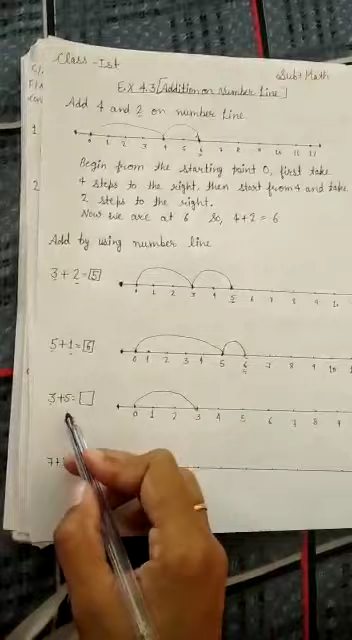 Class - Ist
Sub: Math
EX 4.3 [Addition on Number Line]
Add 4 and 2 on number line
1
0 1 2 3 4 5 6 7 8 9 10 11 12
Begin from the starting point 0, first take
2
4 steps to the right, then start from 4 and take
2 steps to the right.
Now we are at 6 So, 4+2 = 6
Add by using number line
3 + 2 = 5
0 1 2 3 4 5 6 7 8 9 10
5 + 1 = 6
0 1 2 3 4 5 6 7 8 9 10
3+5=
0 1 2 3 4 5 6 7 8 9
7+